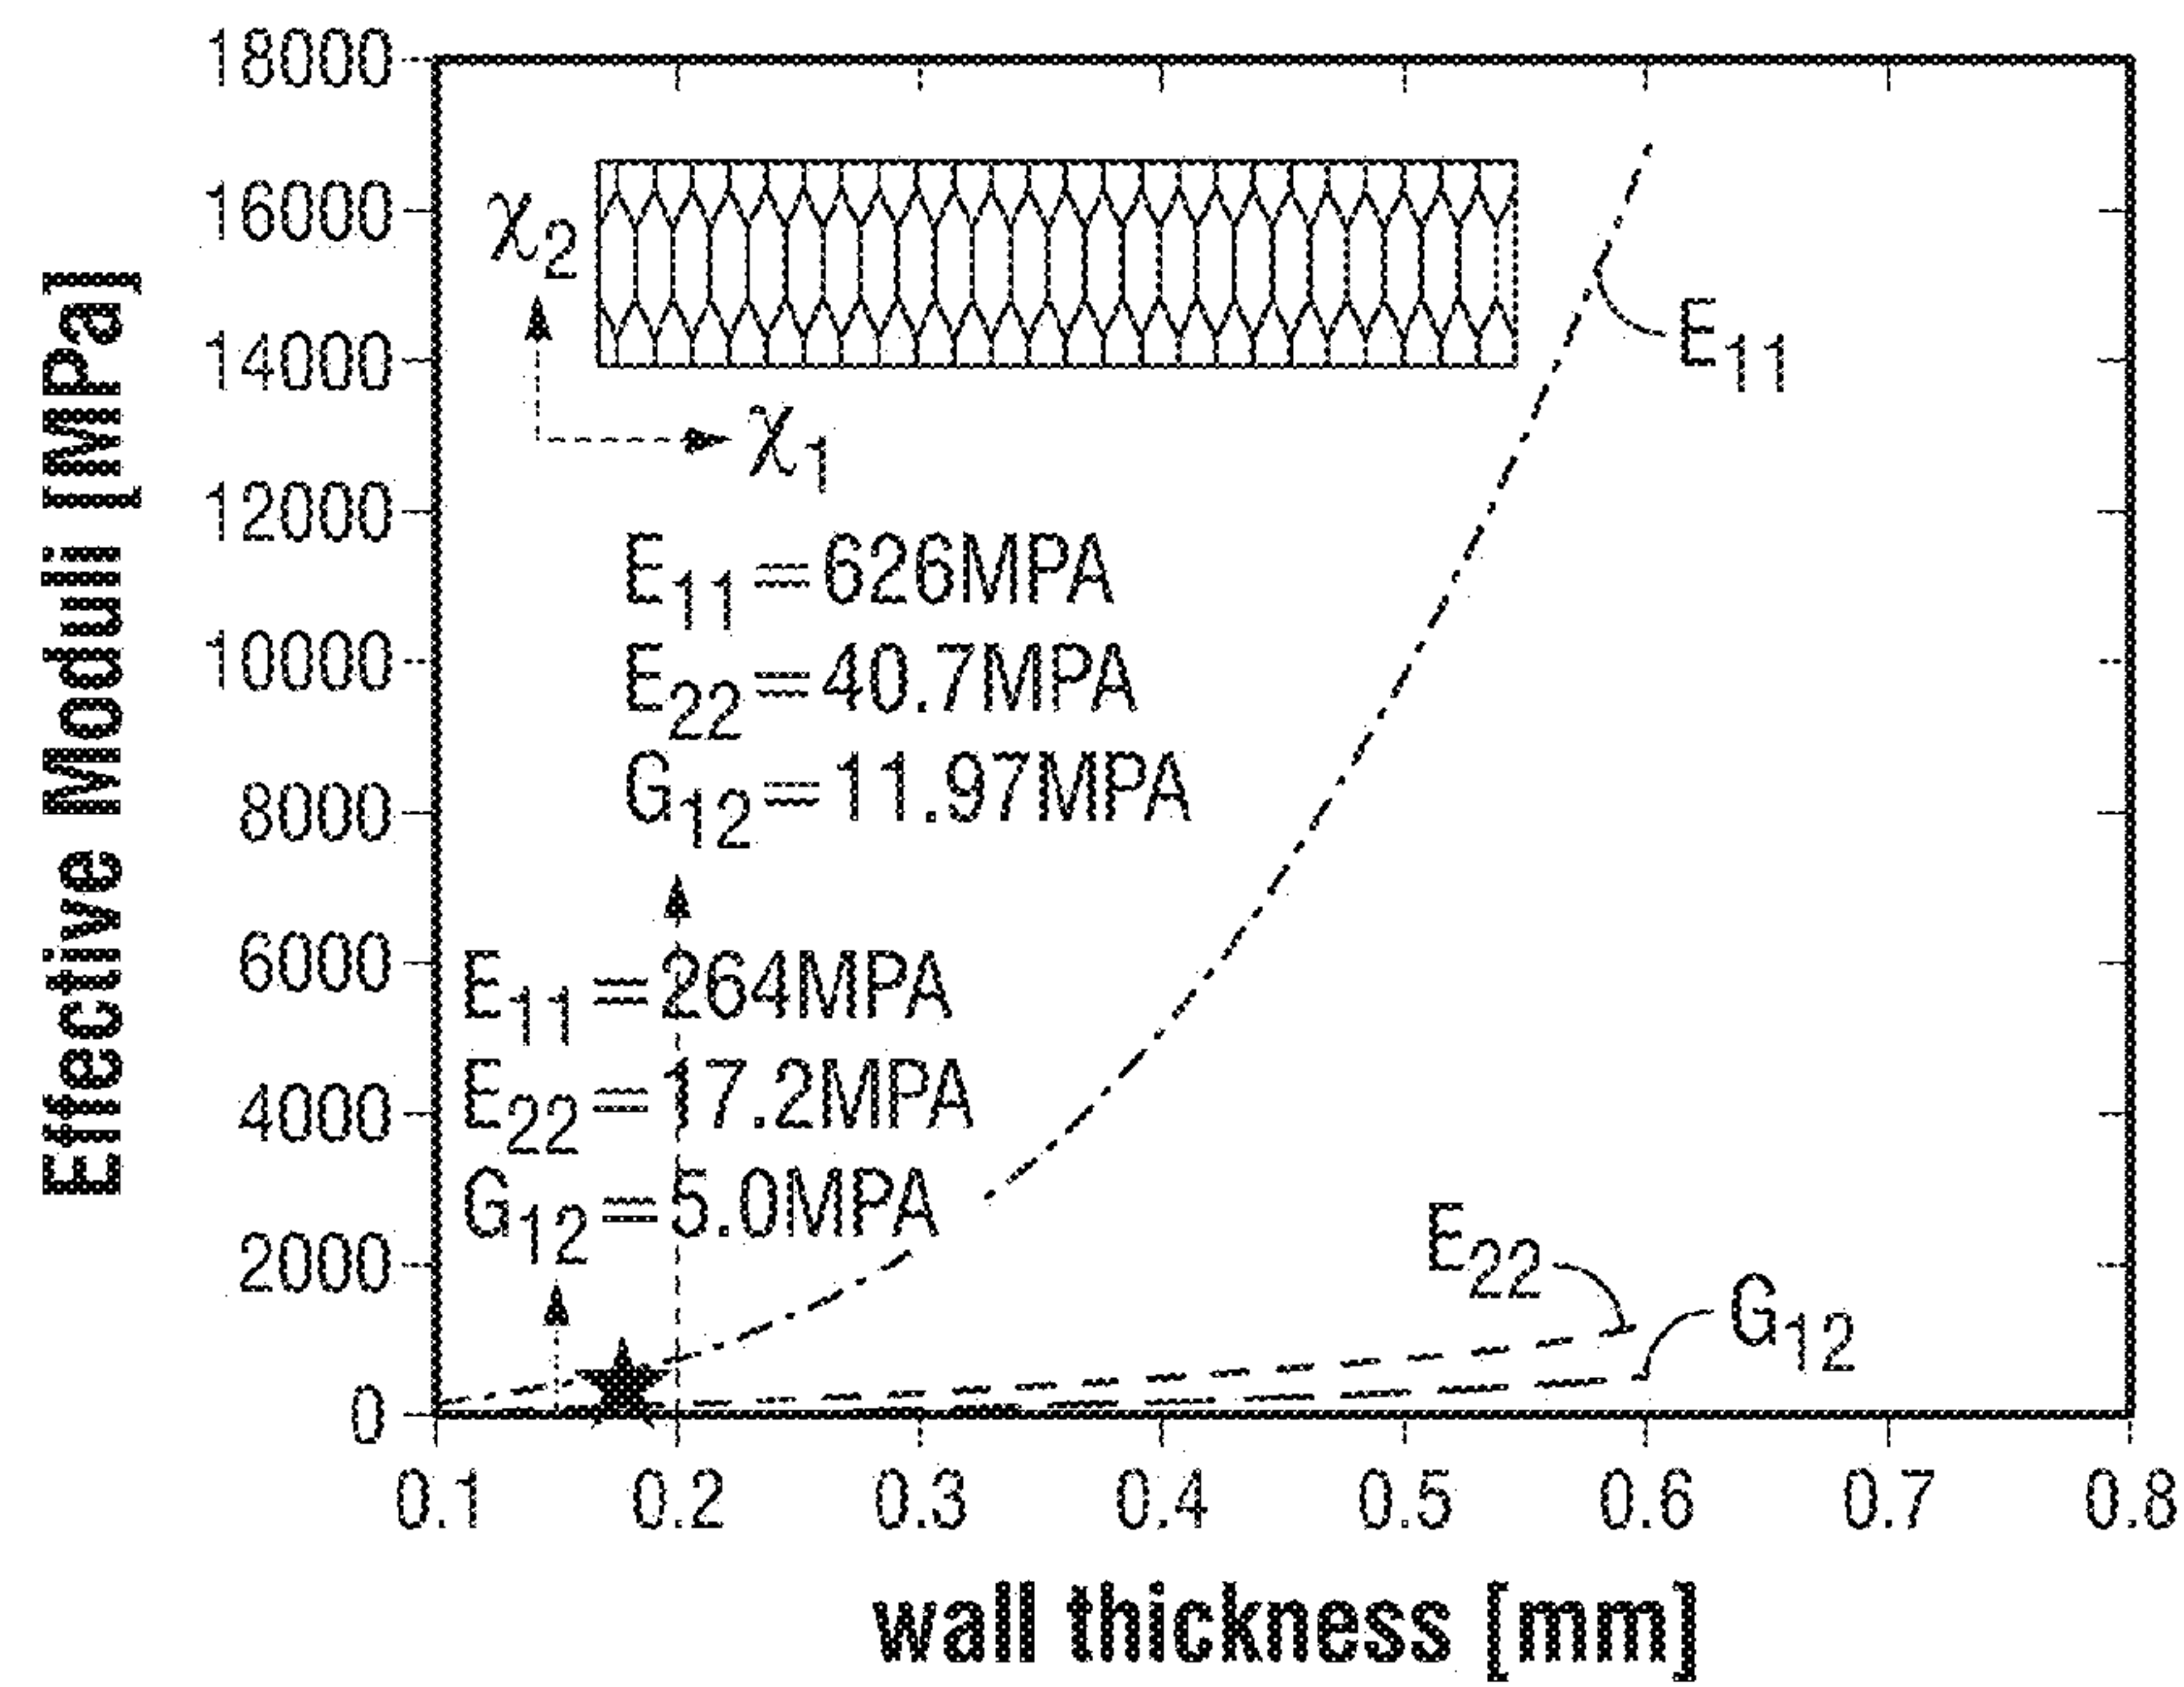 Effective Moduli [MPa]
18000
16000
14000
12000
10000
8000
6000
4000
2000
0
χ2
χ1
E11=626MPA
E22=40.7MPA
G12=11.97MPA
E11=264MPA
E22=17.2MPA
G12=5.0MPA
E11
E22
G12
0.1 0.2 0.3 0.4 0.5 0.6 0.7 0.8
wall thickness [mm]